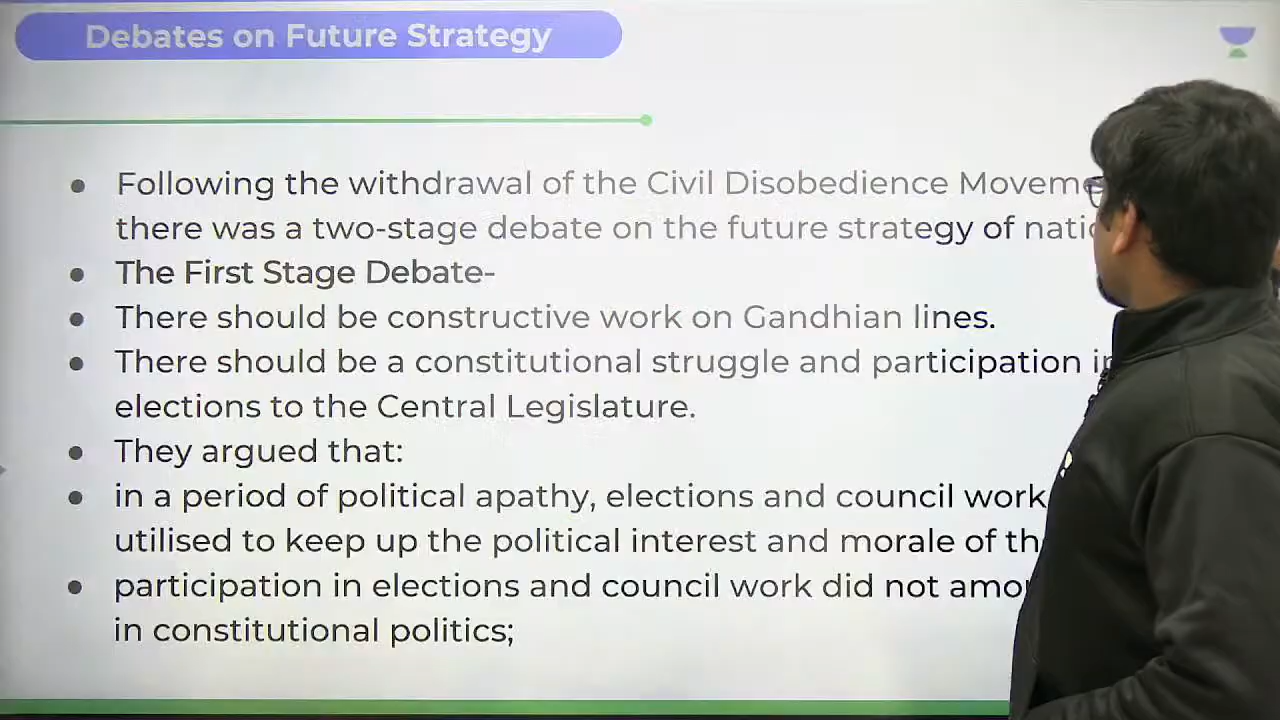 Debates on Future Strategy
● Following the withdrawal of the Civil Disobedience
there was a two-stage debate on the future strategy of
● The First Stage Debate-
● There should be constructive work on Gandhian lines.
● There should be a constitutional struggle and participation
elections to the Central Legislature.
● They argued that:
● in a period of political apathy, elections and council work
utilised to keep up the political interest and morale of
● participation in elections and council work did not
in constitutional politics;